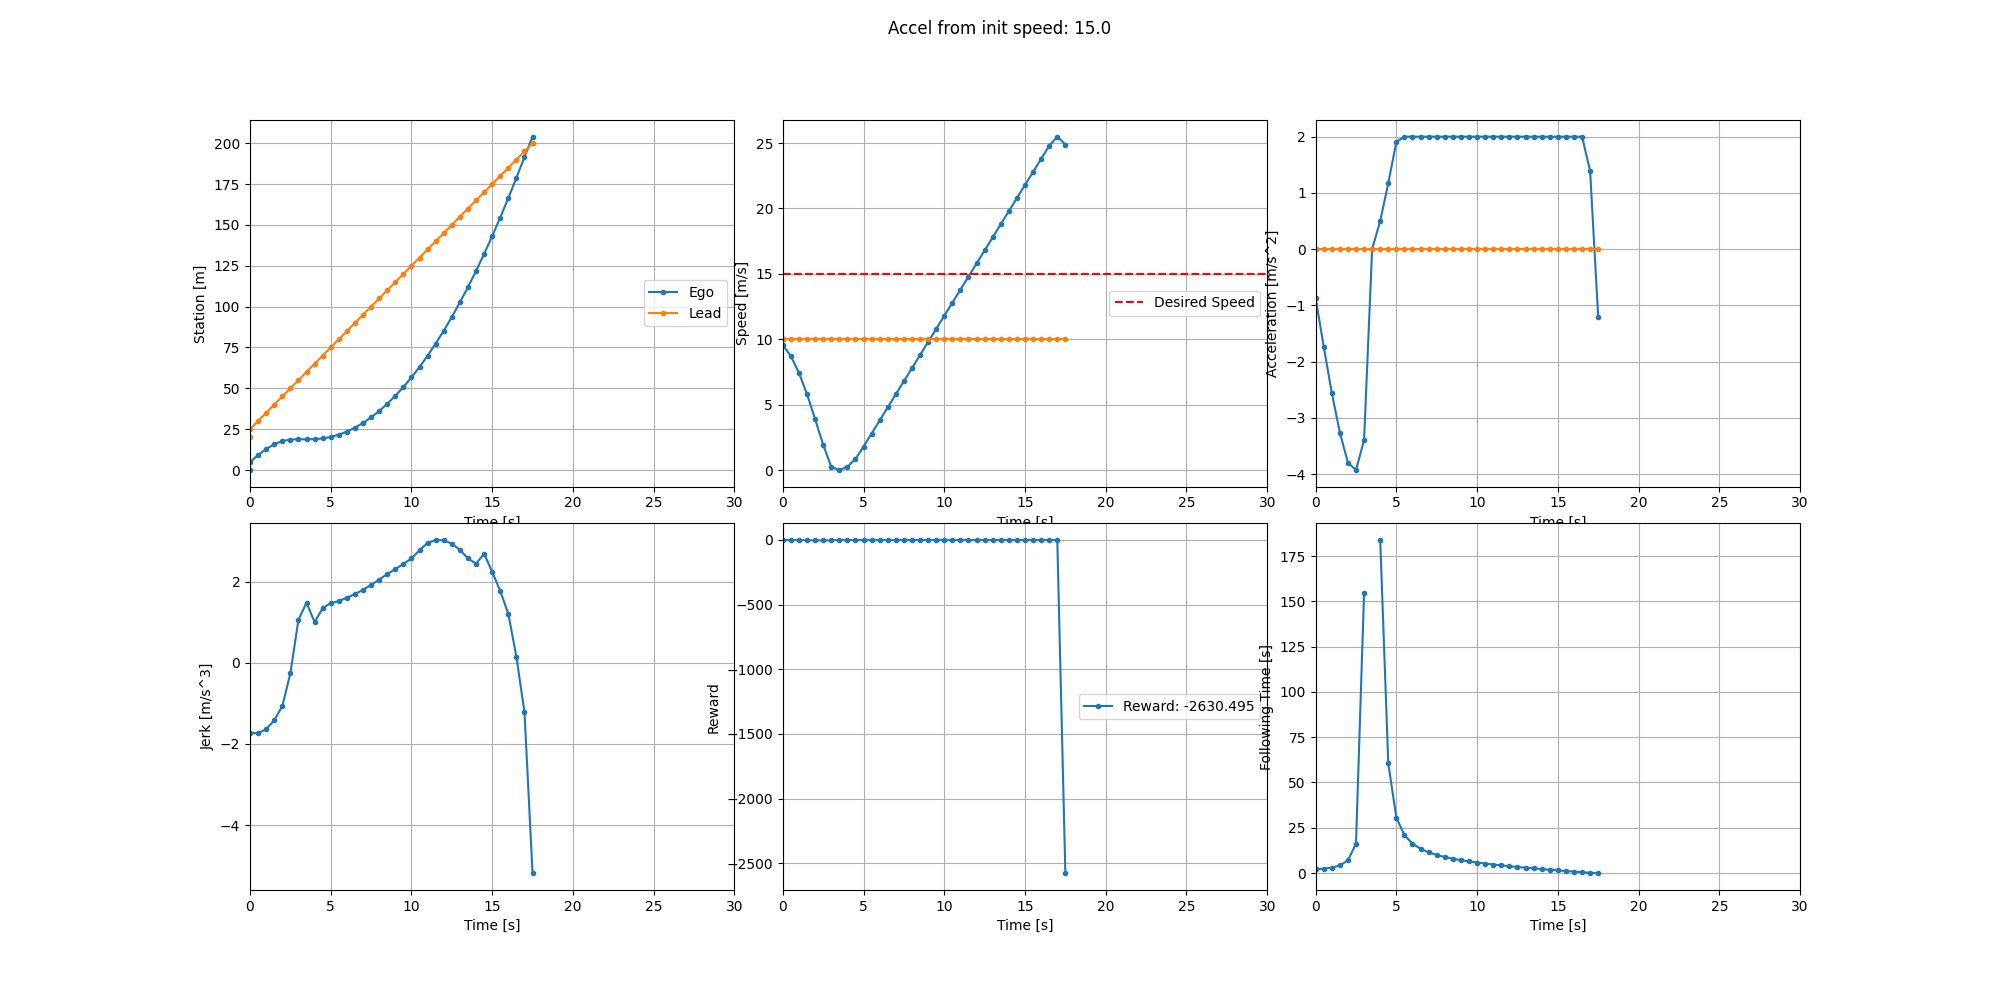 Accel from init speed: 15.0
Station [m]
200
175
150
125
100
75
50
25
0
0 5 10 15 20 25 30
Time [s]
Ego
Lead
Speed [m/s]
25
20
15
10
5
0
0 5 10 15 20 25 30
Time [s]
Desired Speed
Acceleration [m/s^2]
2
1
0
−1
−2
−3
−4
0 5 10 15 20 25 30
Time [s]
Jerk [m/s^3]
2
0
−2
−4
0 5 10 15 20 25 30
Time [s]
Reward
0
−500
−1000
−1500
−2000
−2500
0 5 10 15 20 25 30
Time [s]
Reward: -2630.495
Following Time [s]
175
150
125
100
75
50
25
0
0 5 10 15 20 25 30
Time [s]